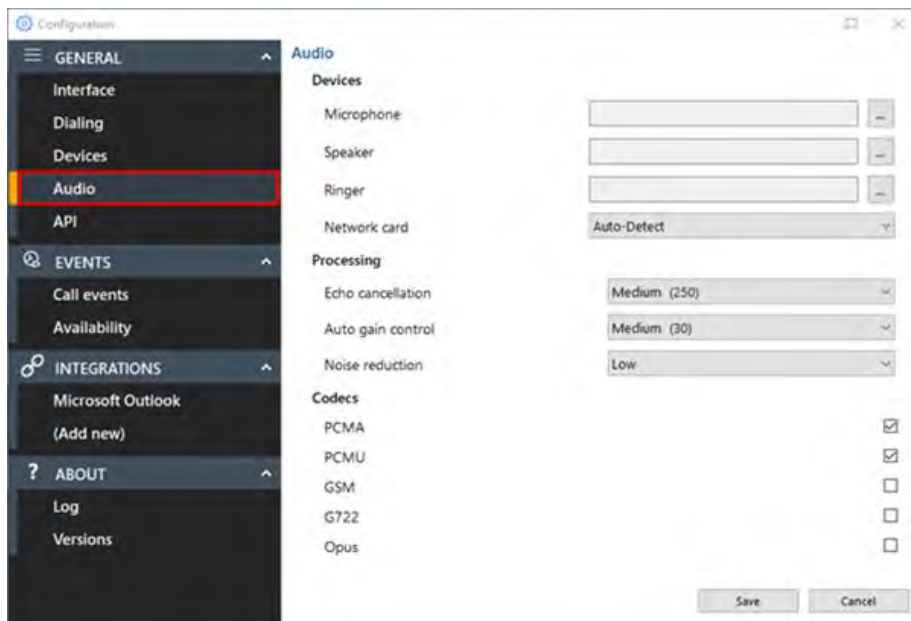 Configuration
GENERAL
Interface
Dialing
Devices
Audio
API
EVENTS
Call events
Availability
INTEGRATIONS
Microsoft Outlook
(Add new)
? ABOUT
Log
Versions
Audio
Devices
Microphone ...
Speaker ...
Ringer ...
Network card Auto-Detect
Processing
Echo cancellation Medium (250)
Auto gain control Medium (30)
Noise reduction Low
Codecs
PCMA
PCMU
GSM
G722
Opus
Save Cancel